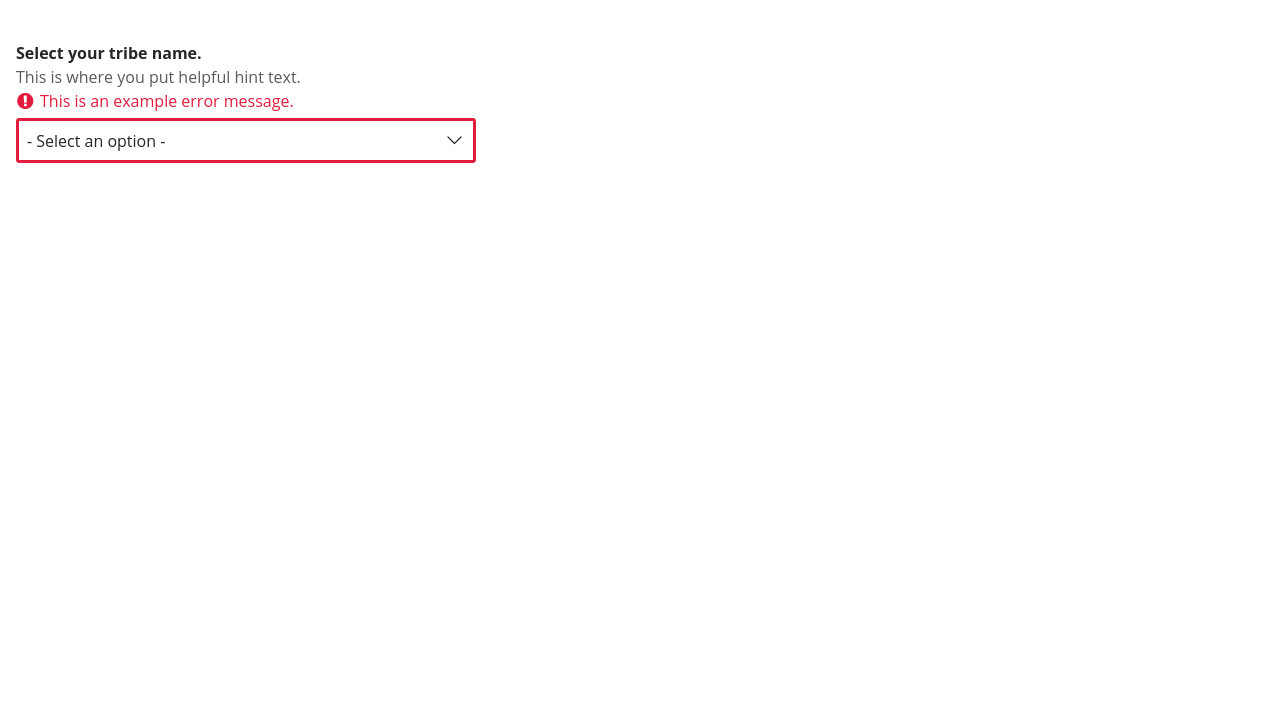 Select your tribe name.
This is where you put helpful hint text.
This is an example error message.
- Select an option -